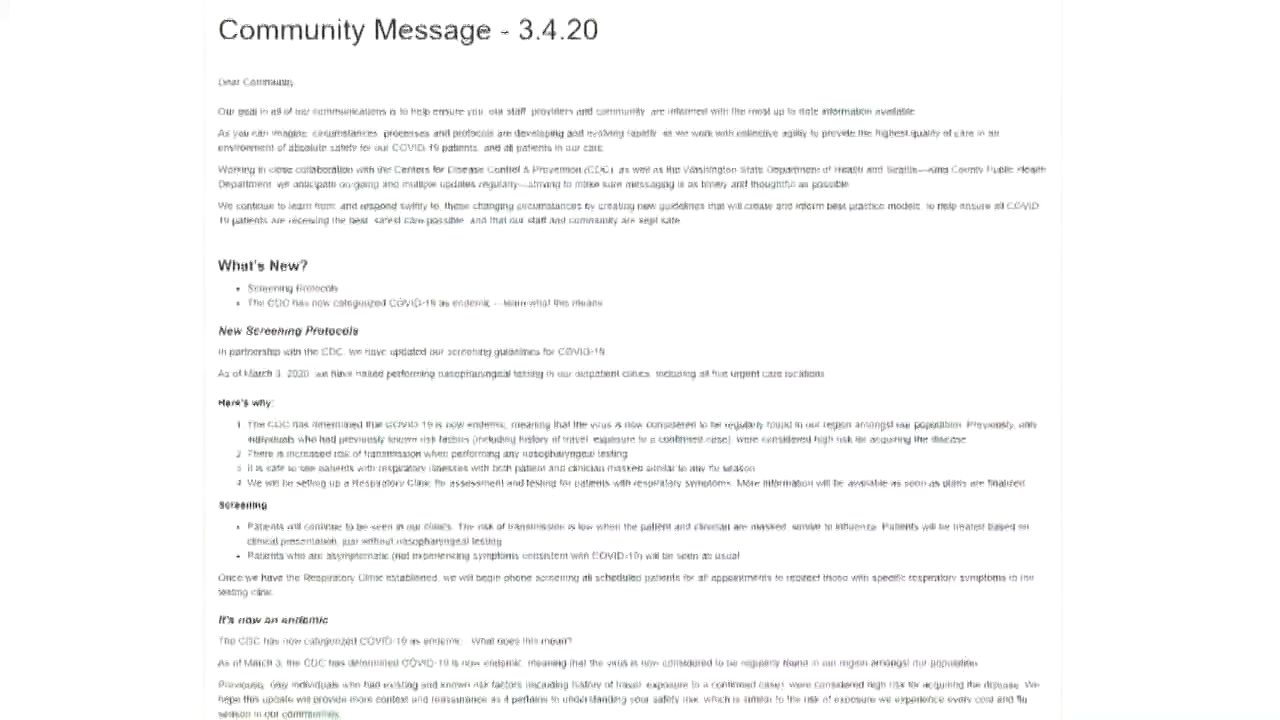 Community Message - 3.4.20
Dear Community,
Our goal in all of our communications is to help ensure you, our staff, providers and community, are informed with the most up to date information available.
As you can imagine, circumstances, processes and protocols are developing and evolving rapidly, as we work with collective agility to provide the highest quality of care in an
environment of absolute safety for our COVID-19 patients, and all patients in our care.
Working in close collaboration with the Centers for Disease Control & Prevention (CDC), as well as the Washington State Department of Health and Seattle—King County Public Health
Department, we anticipate on-going and multiple updates regularly—striving to make sure messaging is as timely and thoughtful as possible.
We continue to learn from, and respond swiftly to, these changing circumstances by creating new guidelines that will create and inform best practice models, to help ensure all COVID-
19 patients are receiving the best, safest care possible, and that our staff and community are kept safe.
What's New?
• Screening Protocols
• The CDC has now categorized COVID-19 as endemic —learn what this means
New Screening Protocols
In partnership with the CDC, we have updated our screening guidelines for COVID-19.
As of March 3, 2020, we have halted performing nasopharyngeal testing in our outpatient clinics, including all five urgent care locations.
Here's why:
1. The CDC has determined that COVID-19 is now endemic, meaning that the virus is now considered to be regularly found in our region amongst our population. Previously, only
individuals who had previously known risk factors (including history of travel, exposure to a confirmed case), were considered high risk for acquiring the disease.
2. There is increased risk of transmission when performing any nasopharyngeal testing.
3. It is safe to see patients with respiratory illnesses with both patient and clinician masked similar to any flu season.
4. We will be setting up a Respiratory Clinic for assessment and testing for patients with respiratory symptoms. More information will be available as soon as plans are finalized.
Screening
• Patients will continue to be seen in our clinics. The risk of transmission is low when the patient and clinician are masked, similar to influenza. Patients will be treated based on
clinical presentation, just without nasopharyngeal testing.
• Patients who are asymptomatic (not experiencing symptoms consistent with COVID-19) will be seen as usual.
Once we have the Respiratory Clinic established, we will begin phone screening all scheduled patients for all appointments to redirect those with specific respiratory symptoms to the
testing clinic.
It's now an endemic
The CDC has now categorized COVID-19 as endemic. What does this mean?
As of March 3, the CDC has determined COVID-19 is now endemic, meaning that the virus is now considered to be regularly found in our region amongst our population.
Previously, only individuals who had existing and known risk factors (including history of travel, exposure to a confirmed case) were considered high risk for acquiring the disease. We
hope this update we provide more context and reassurance as it pertains to understanding your safety risk, which is similar to the risk of exposure we experience every cold and flu
season in our communities.